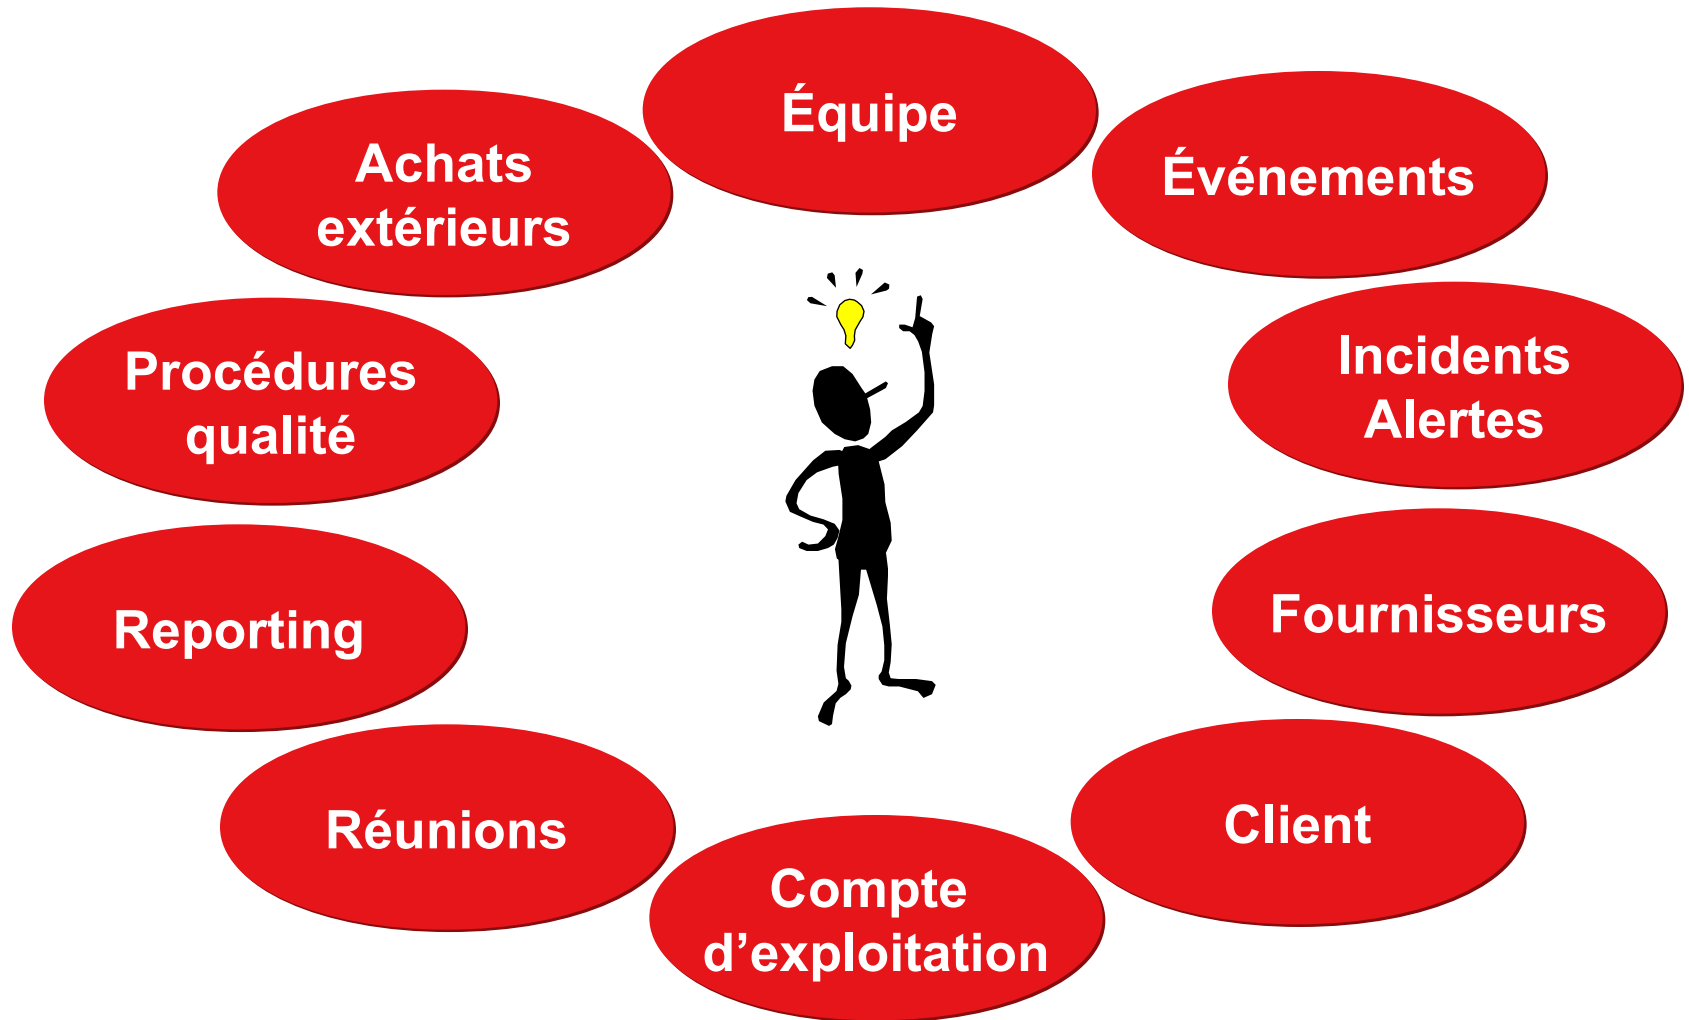 Équipe
Événements
Incidents
Alertes
Fournisseurs
Client
Compte
d’exploitation
Réunions
Reporting
Procédures
qualité
Achats
extérieurs